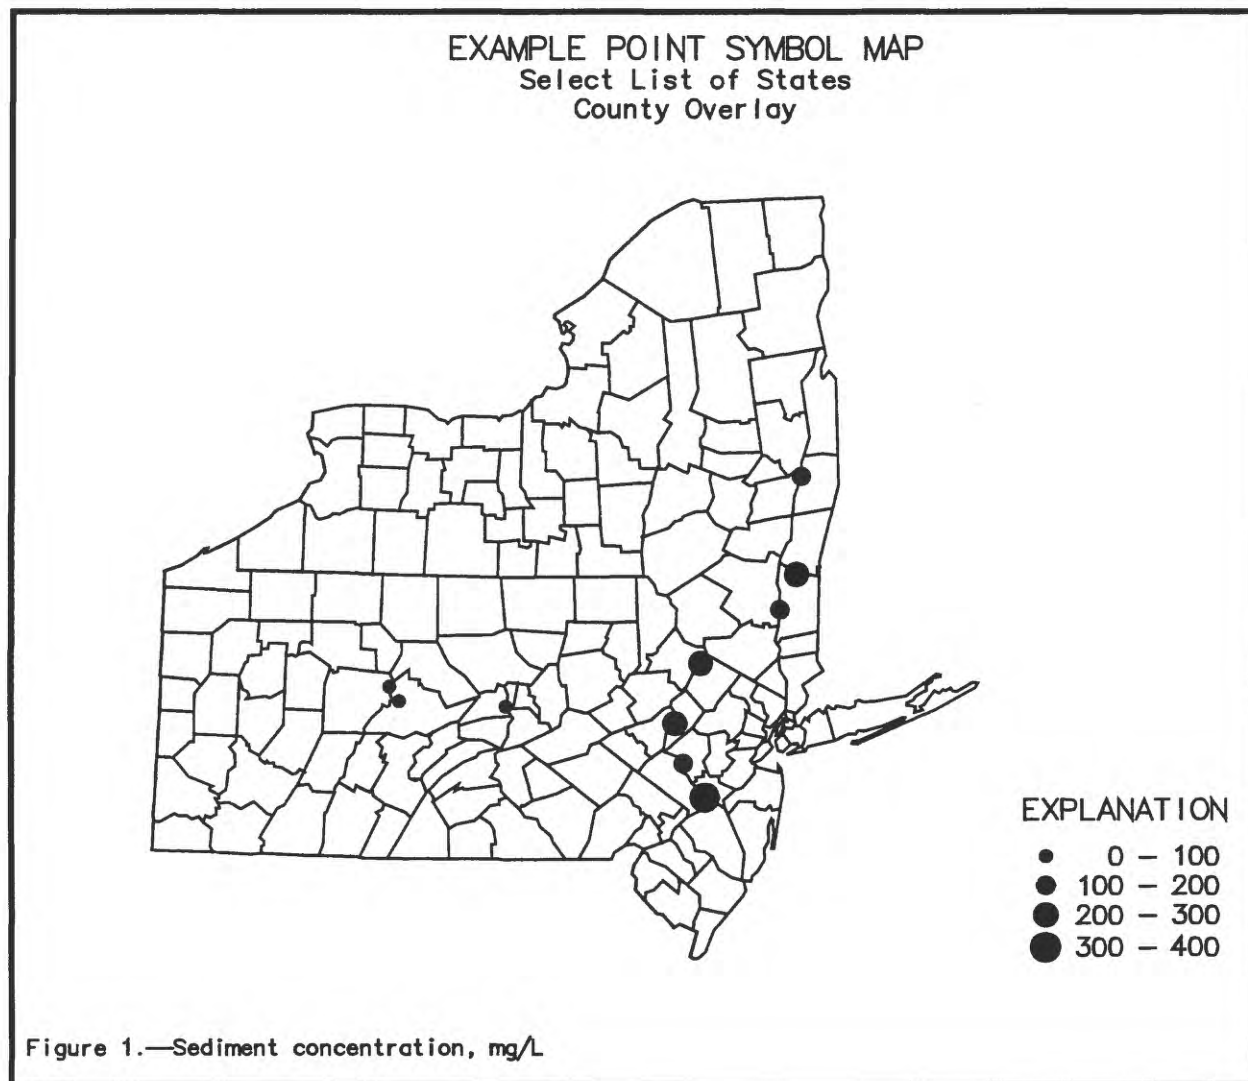 EXAMPLE POINT SYMBOL MAP
Select List of States
County Overlay
EXPLANATION
0 – 100
100 – 200
200 – 300
300 – 400
Figure 1.—Sediment concentration, mg/L